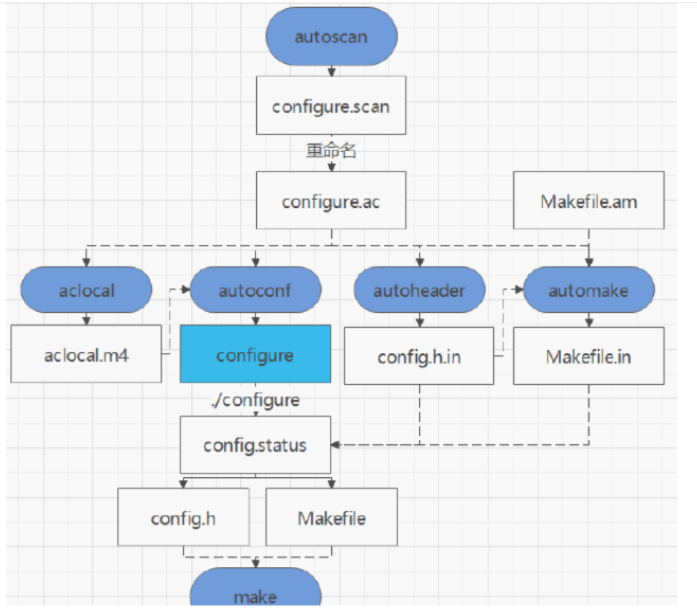 autoscan
configure.scan
重命名
configure.ac
Makefile.am
aclocal
autoconf
autoheader
automake
aclocal.m4
configure
config.h.in
Makefile.in
./configure
config.status
config.h
Makefile
make